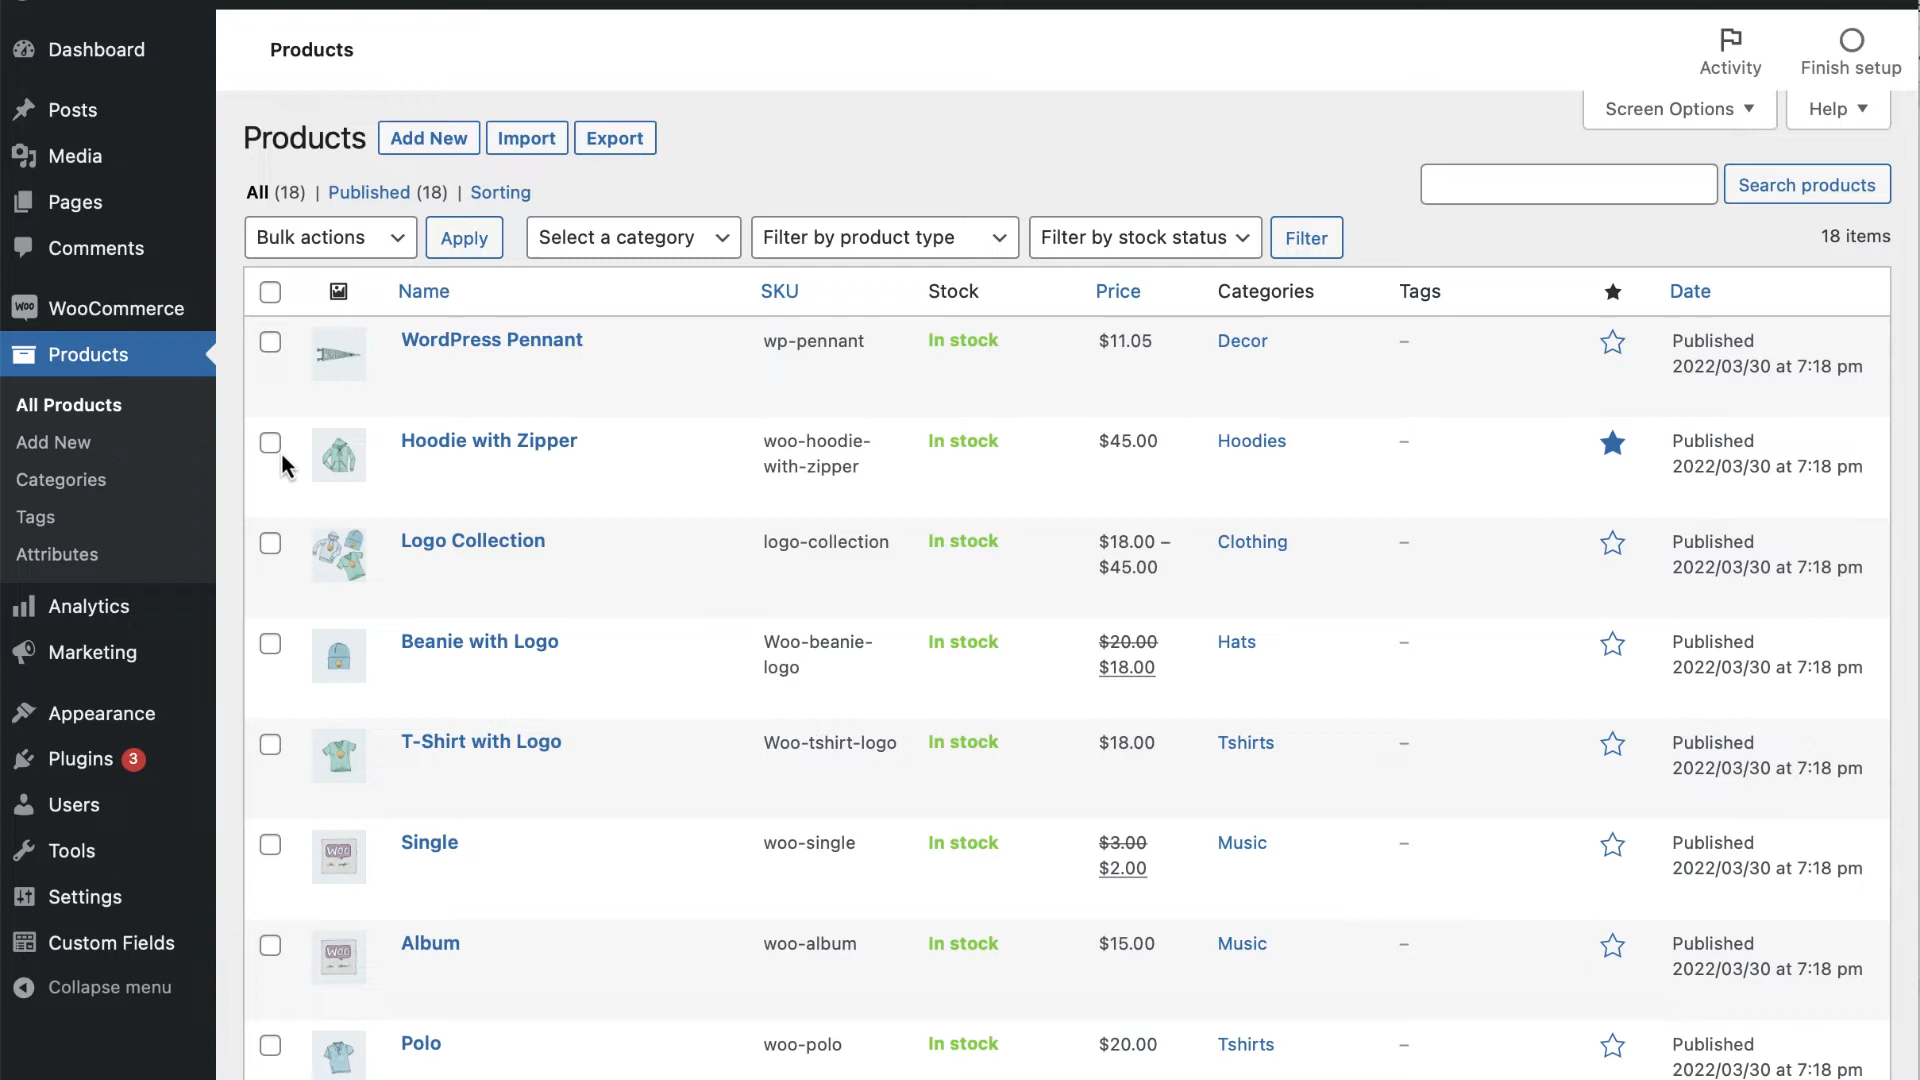 Dashboard
Posts
Media
Pages
Comments
WooCommerce
Products
All Products
Add New
Categories
Tags
Attributes
Analytics
Marketing
Appearance
Plugins 3
Users
Tools
Settings
Custom Fields
Collapse menu
Products
Activity
Finish setup
Screen Options
Help
Products Add New Import Export
All (18) | Published (18) | Sorting
Search products
Bulk actions Apply Select a category Filter by product type Filter by stock status Filter 18 items
Name SKU Stock Price Categories Tags Date
WordPress Pennant wp-pennant In stock $11.05 Decor – Published
2022/03/30 at 7:18 pm
Hoodie with Zipper woo-hoodie- In stock $45.00 Hoodies – Published
with-zipper 2022/03/30 at 7:18 pm
Logo Collection logo-collection In stock $18.00 – Clothing – Published
$45.00 2022/03/30 at 7:18 pm
Beanie with Logo Woo-beanie- In stock $20.00 Hats – Published
logo $18.00 2022/03/30 at 7:18 pm
T-Shirt with Logo Woo-tshirt-logo In stock $18.00 Tshirts – Published
2022/03/30 at 7:18 pm
Single woo-single In stock $3.00 Music – Published
$2.00 2022/03/30 at 7:18 pm
Album woo-album In stock $15.00 Music – Published
2022/03/30 at 7:18 pm
Polo woo-polo In stock $20.00 Tshirts – Published
2022/03/30 at 7:18 pm